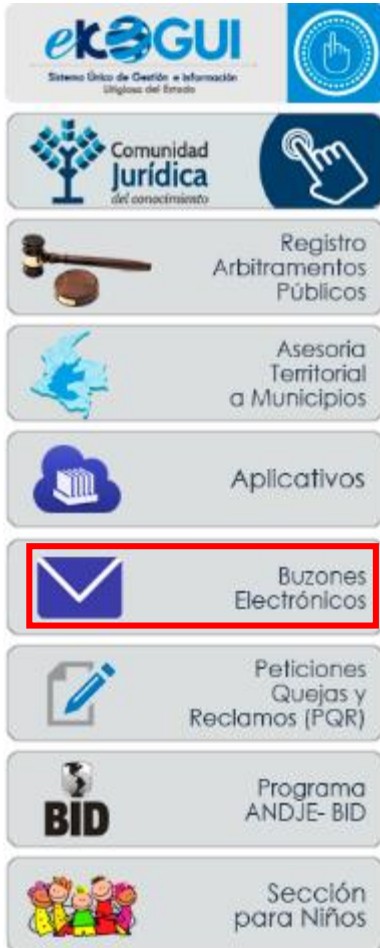 eKOGUI
Sistema Único de Gestión e Información
Litigiosa del Estado
Comunidad
Jurídica
del conocimiento
Registro
Arbitramentos
Públicos
Asesoria
Territorial
a Municipios
Aplicativos
Buzones
Electrónicos
Peticiones
Quejas y
Reclamos (PQR)
BID
Programa
ANDJE- BID
Sección
para Niños